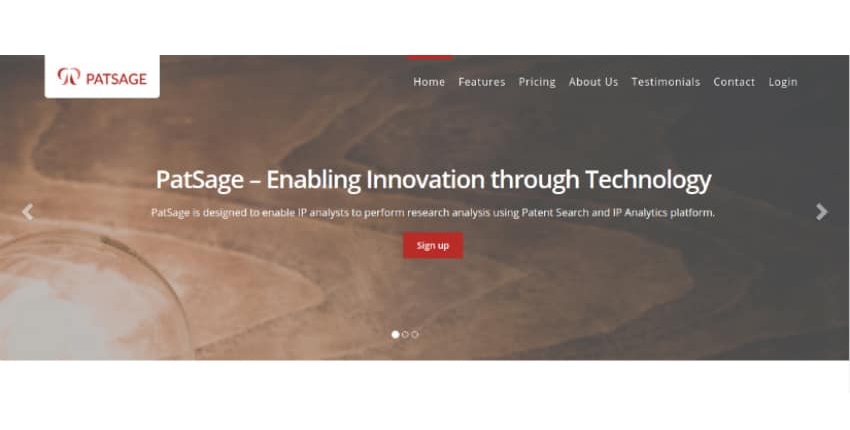 PATSAGE
Home Features Pricing About Us Testimonials Contact Login
PatSage – Enabling Innovation through Technology
PatSage is designed to enable IP analysts to perform research analysis using Patent Search and IP Analytics platform.
Sign up